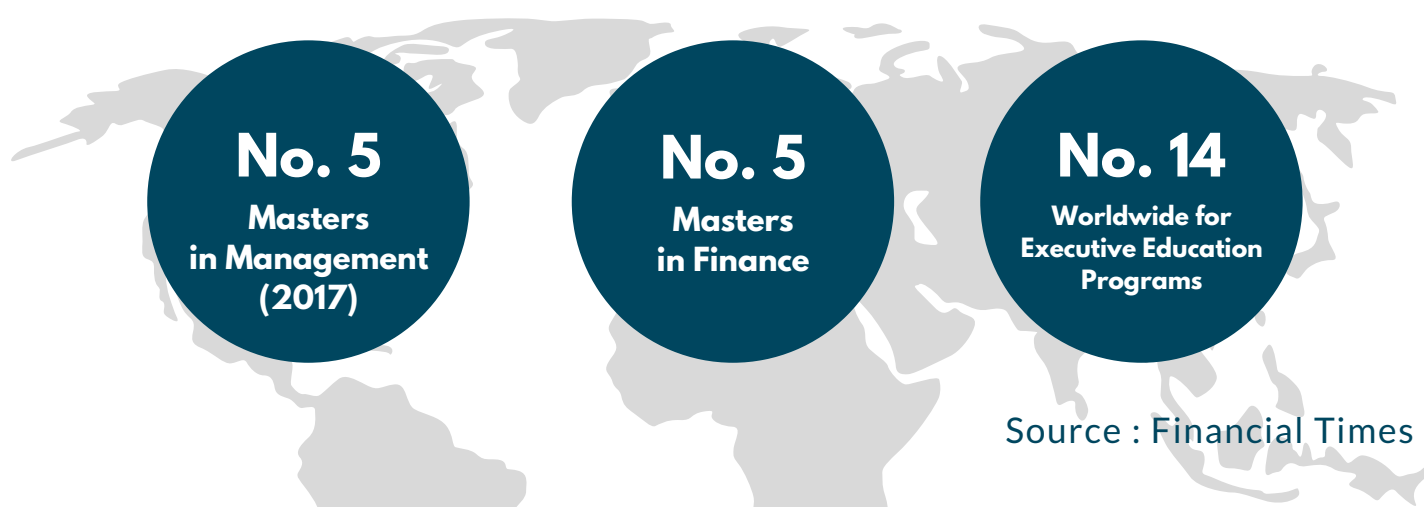 No. 5
Masters
in Management
(2017)
No. 5
Masters
in Finance
No. 14
Worldwide for
Executive Education
Programs
Source : Financial Times